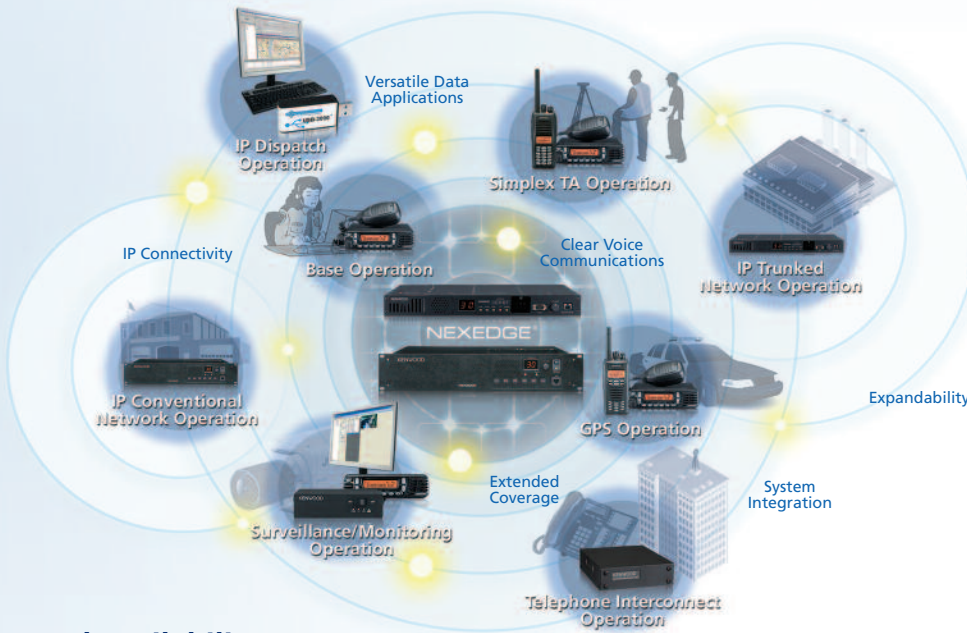 Versatile Data
Applications
IP Dispatch
Operation
Simplex TA Operation
IP Connectivity
Base Operation
Clear Voice
Communications
IP Trunked
Network Operation
NEXEDGE®
KENWOOD
IP Conventional
Network Operation
GPS Operation
Expandability
Extended
Coverage
System
Integration
KENWOOD
Surveillance/Monitoring
Operation
Telephone Interconnect
Operation